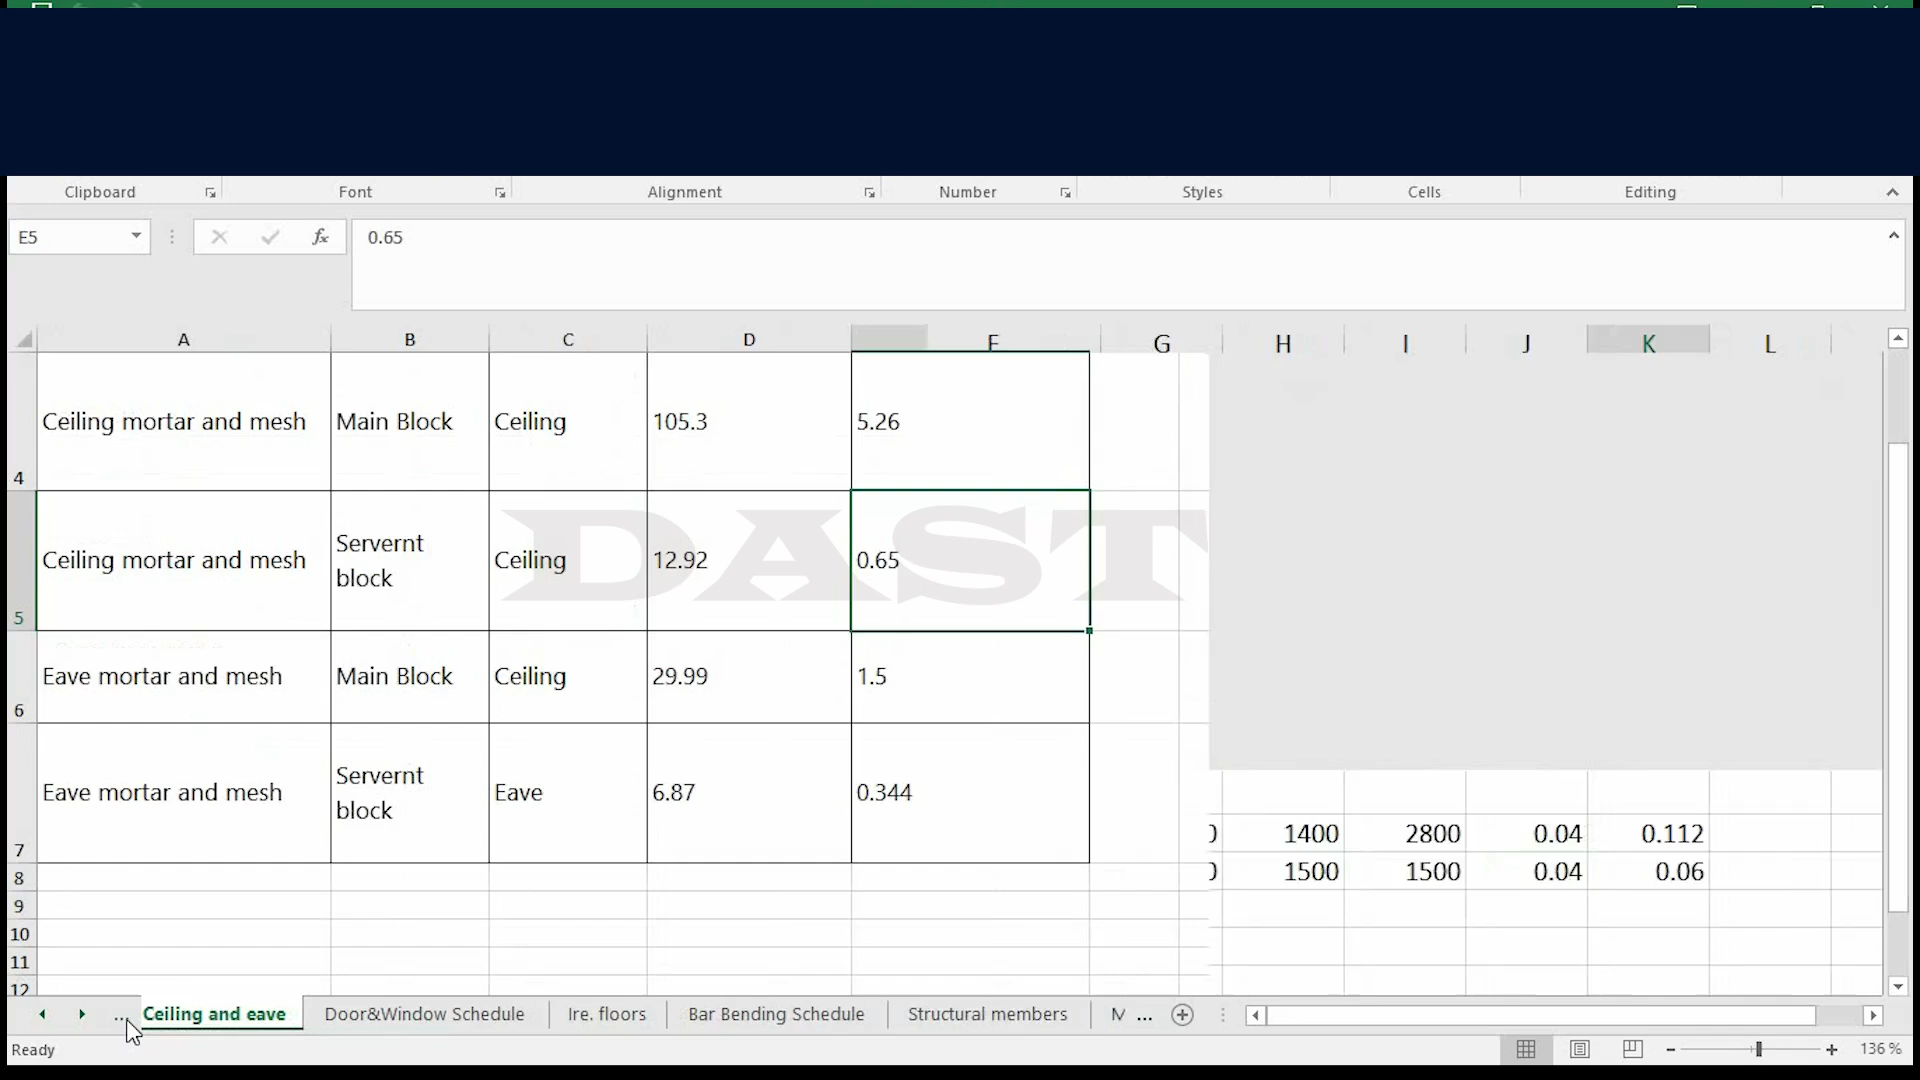 Clipboard Font Alignment Number Styles Cells Editing
E5 fx 0.65
A B C D G H I J K L
4 Ceiling mortar and mesh Main Block Ceiling 105.3 5.26
5 Ceiling mortar and mesh Servernt block Ceiling 12.92 0.65
DAST
6 Eave mortar and mesh Main Block Ceiling 29.99 1.5
7 Eave mortar and mesh Servernt block Eave 6.87 0.344
1400 2800 0.04 0.112
8 1500 1500 0.04 0.06
9
10
11
12
... Ceiling and eave Door&Window Schedule Ire. floors Bar Bending Schedule Structural members M ...
Ready 136 %